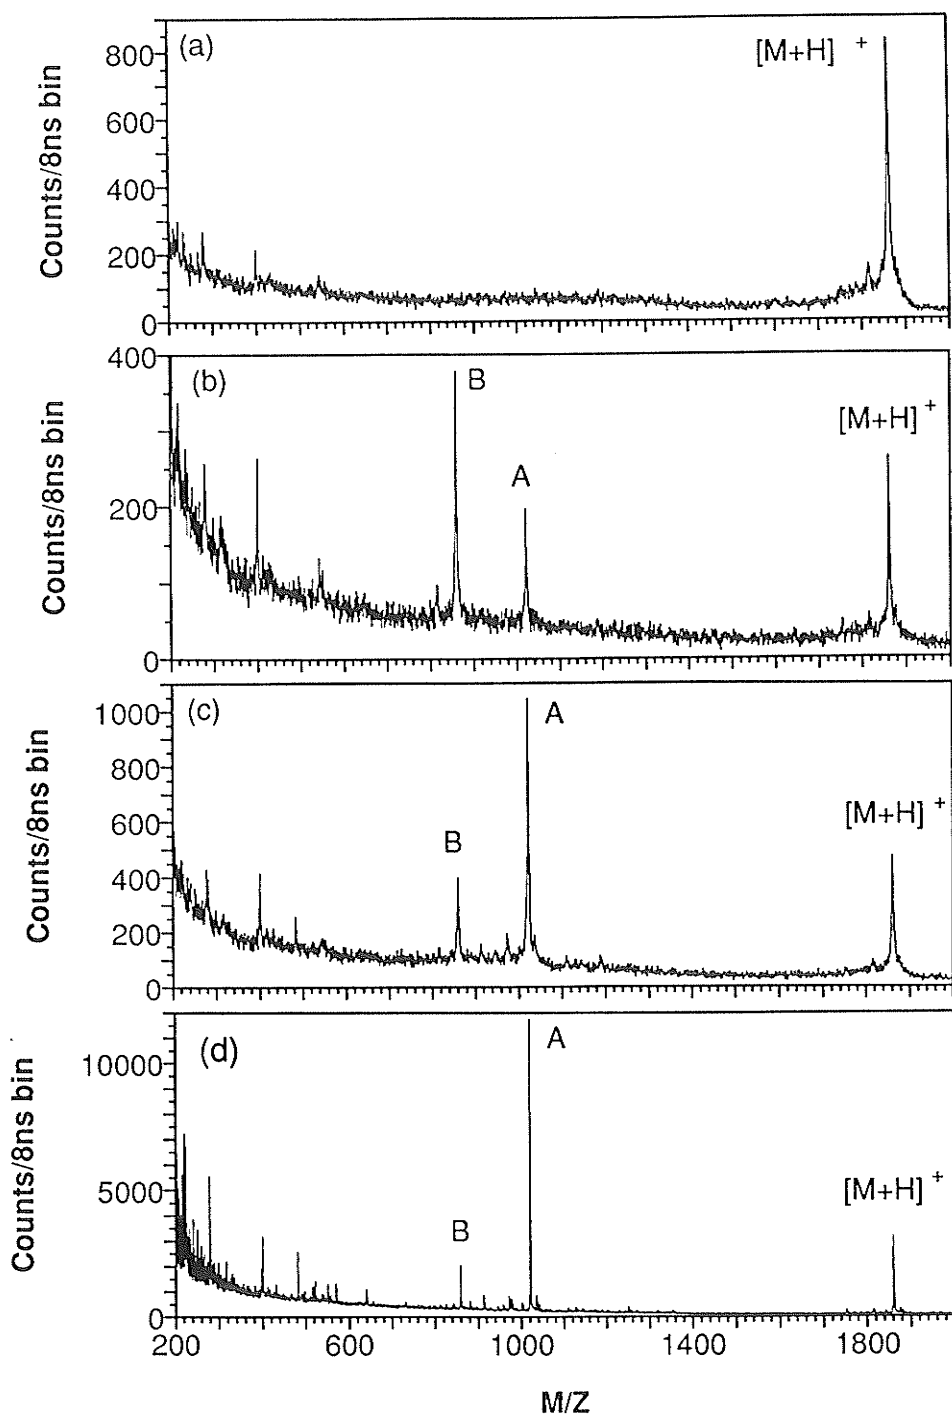 (a)
[M+H] +
800
600
400
200
0
Counts/8ns bin
(b)
B
A
[M+H] +
400
200
0
Counts/8ns bin
(c)
A
B
[M+H] +
1000
800
600
400
200
0
Counts/8ns bin
(d)
A
B
[M+H] +
10000
5000
0
Counts/8ns bin
200 600 1000 1400 1800
M/Z